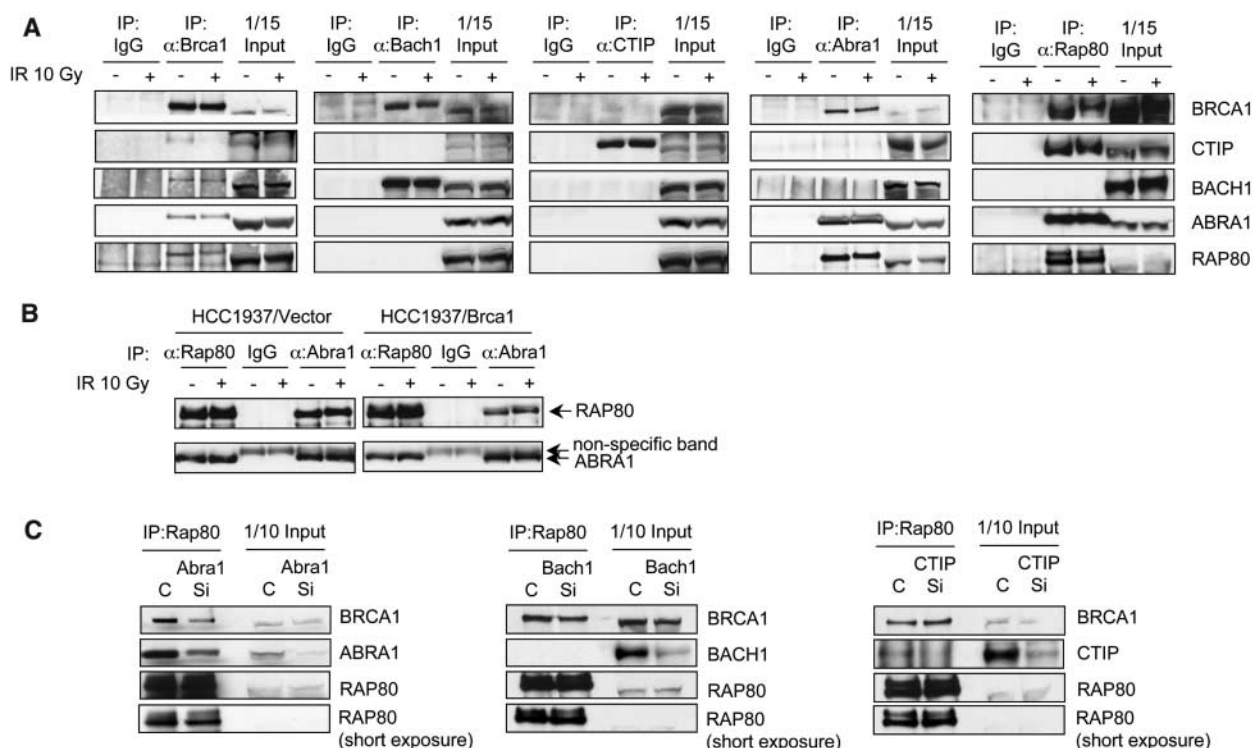 A
IP: IP: 1/15 IP: IP: 1/15 IP: IP: 1/15 IP: IP: 1/15 IP: IP: 1/15
IgG α:Brca1 Input IgG α:Bach1 Input IgG α:CTIP Input IgG α:Abra1 Input IgG α:Rap80 Input
IR 10 Gy - + - + - + - + - + - + - + - + - + - + - + - + - + - + - +
BRCA1
CTIP
BACH1
ABRA1
RAP80
B
HCC1937/Vector HCC1937/Brca1
IP: α:Rap80 IgG α:Abra1 α:Rap80 IgG α:Abra1
IR 10 Gy - + - + - + - + - + - +
RAP80
non-specific band
ABRA1
C
IP:Rap80 1/10 Input
Abra1 Abra1
C Si C Si
BRCA1
ABRA1
RAP80
RAP80
(short exposure)
IP:Rap80 1/10 Input
Bach1 Bach1
C Si C Si
BRCA1
BACH1
RAP80
RAP80
(short exposure)
IP:Rap80 1/10 Input
CTIP CTIP
C Si C Si
BRCA1
CTIP
RAP80
RAP80
(short exposure)